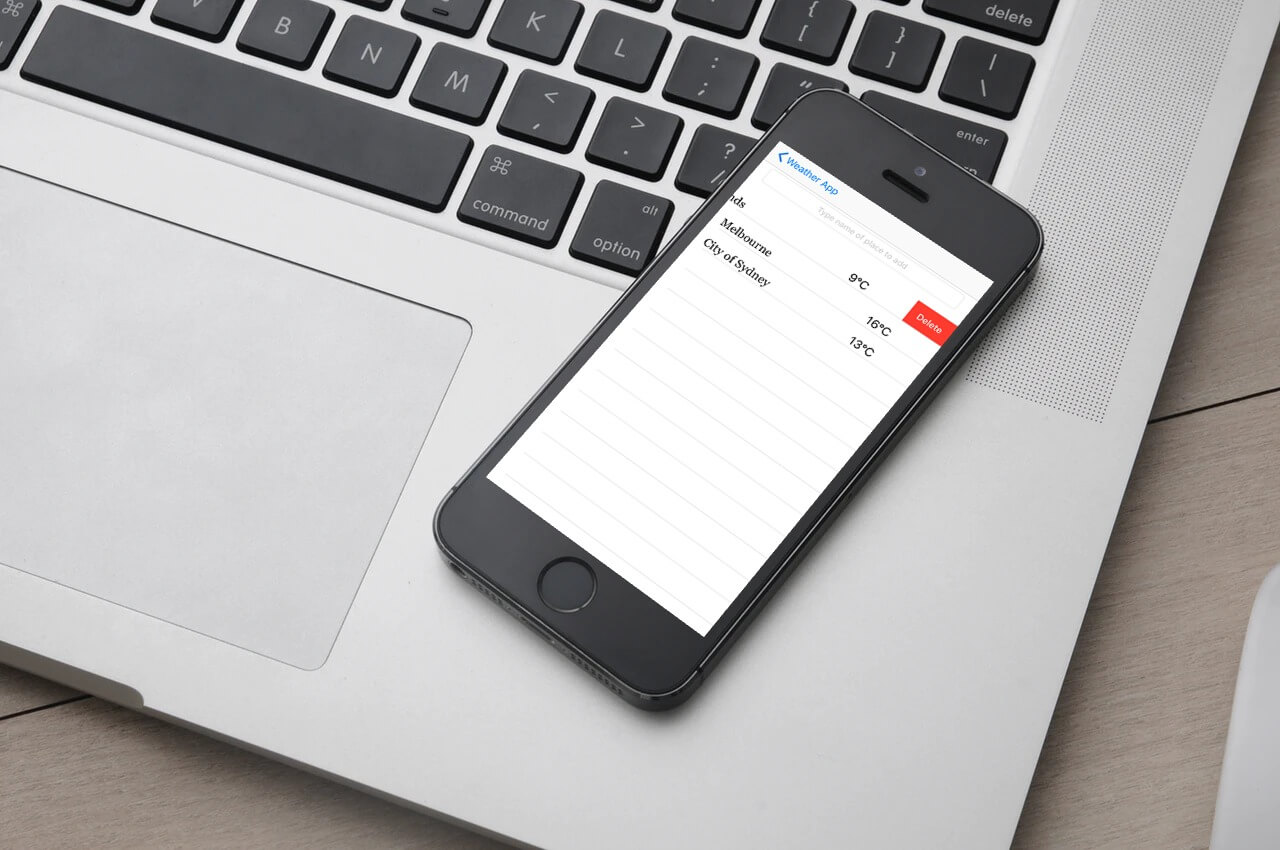 ⌘
B
N
M
K
L
{
[
}
]
delete
|
\
:
;
"
<
,
>
.
?
/
enter
⌘
command
alt
option
Weather App
Type name of place to add
nds
9°C
Delete
Melbourne
16°C
City of Sydney
13°C